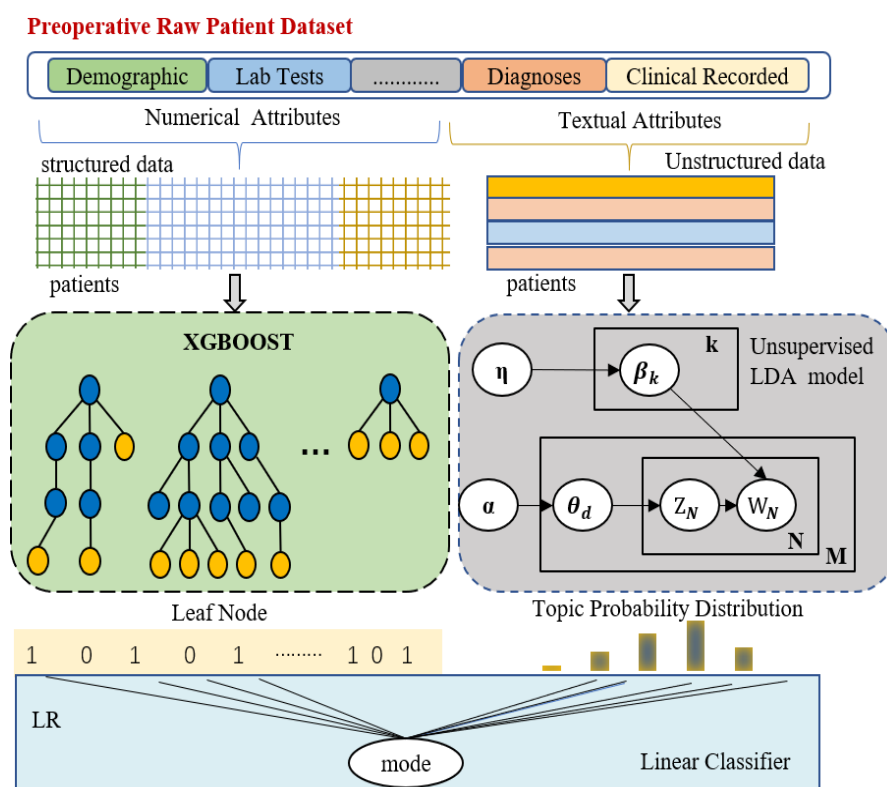 Preoperative Raw Patient Dataset
Demographic Lab Tests ............ Diagnoses Clinical Recorded
Numerical Attributes Textual Attributes
structured data Unstructured data
patients patients
XGBOOST
...
Unsupervised
LDA model
k
η β_k
α θ_d Z_N W_N
N
M
Leaf Node Topic Probability Distribution
1 0 1 0 1 ......... 1 0 1
LR
mode
Linear Classifier